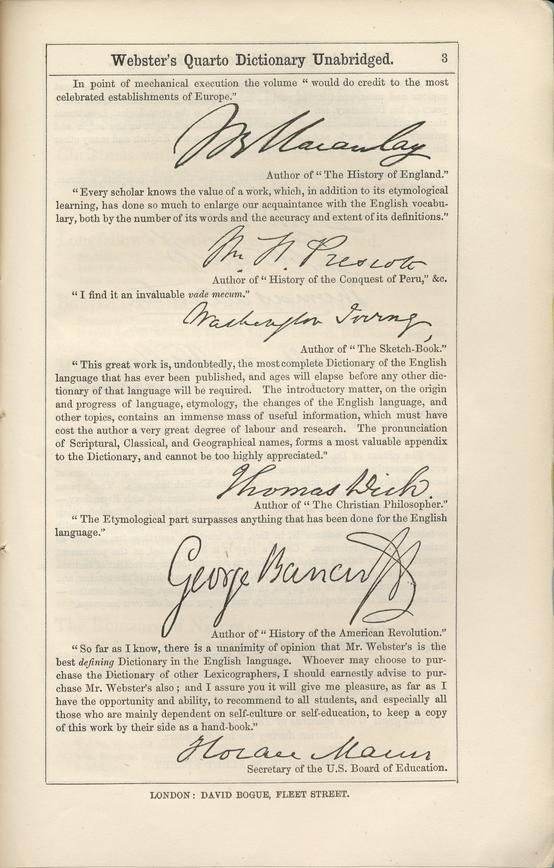 Webster's Quarto Dictionary Unabridged. 3
In point of mechanical execution the volume "would do credit to the most
celebrated establishments of Europe."
T B Macaulay
Author of "The History of England."
"Every scholar knows the value of a work, which, in addition to its etymological
learning, has done so much to enlarge our acquaintance with the English vocabu-
lary, both by the number of its words and the accuracy and extent of its definitions."
Wm. H. Prescott
Author of "History of the Conquest of Peru," &c.
"I find it an invaluable vade mecum."
Washington Irving,
Author of "The Sketch-Book."
"This great work is, undoubtedly, the most complete Dictionary of the English
language that has ever been published, and ages will elapse before any other dic-
tionary of that language will be required. The introductory matter, on the origin
and progress of language, etymology, the changes of the English language, and
other topics, contains an immense mass of useful information, which must have
cost the author a very great degree of labour and research. The pronunciation
of Scriptural, Classical, and Geographical names, forms a most valuable appendix
to the Dictionary, and cannot be too highly appreciated."
Thomas Dick.
Author of "The Christian Philosopher."
"The Etymological part surpasses anything that has been done for the English
language."
George Bancroft
Author of "History of the American Revolution."
"So far as I know, there is a unanimity of opinion that Mr. Webster's is the
best defining Dictionary in the English language. Whoever may choose to pur-
chase the Dictionary of other Lexicographers, I should earnestly advise to pur-
chase Mr. Webster's also; and I assure you it will give me pleasure, as far as I
have the opportunity and ability, to recommend to all students, and especially all
those who are mainly dependent on self-culture or self-education, to keep a copy
of this work by their side as a hand-book."
Horace Mann
Secretary of the U.S. Board of Education.
LONDON: DAVID BOGUE, FLEET STREET.